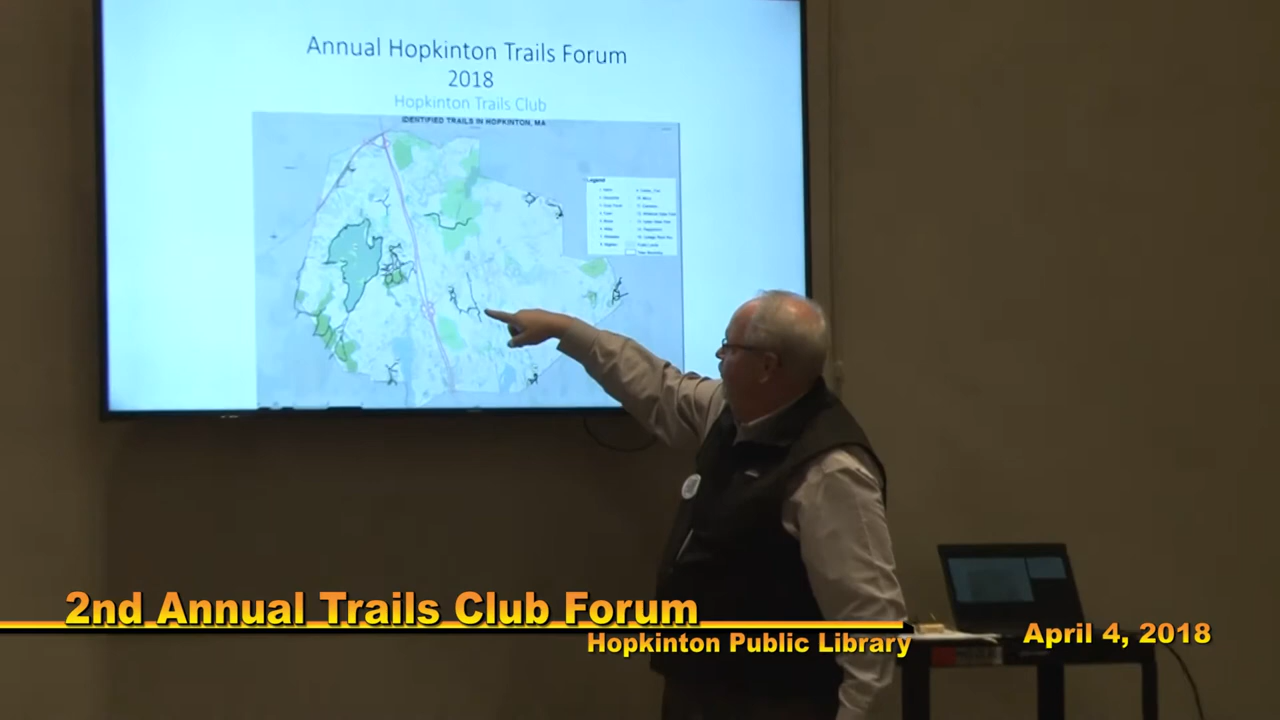 Annual Hopkinton Trails Forum
2018
Hopkinton Trails Club
IDENTIFIED TRAILS IN HOPKINTON, MA
Legend
2nd Annual Trails Club Forum
Hopkinton Public Library
April 4, 2018